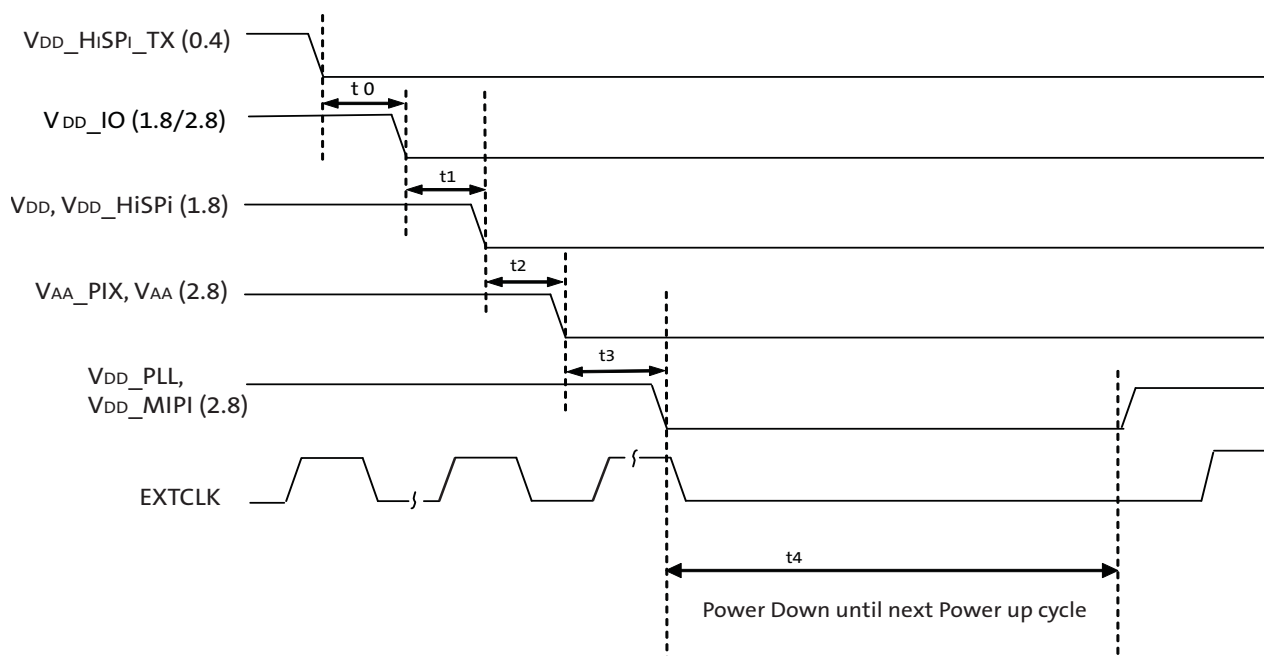 VDD_HiSPi_TX (0.4)
t 0
VDD_IO (1.8/2.8)
t1
VDD, VDD_HiSPi (1.8)
t2
VAA_PIX, VAA (2.8)
t3
VDD_PLL,
VDD_MIPI (2.8)
EXTCLK
t4
Power Down until next Power up cycle